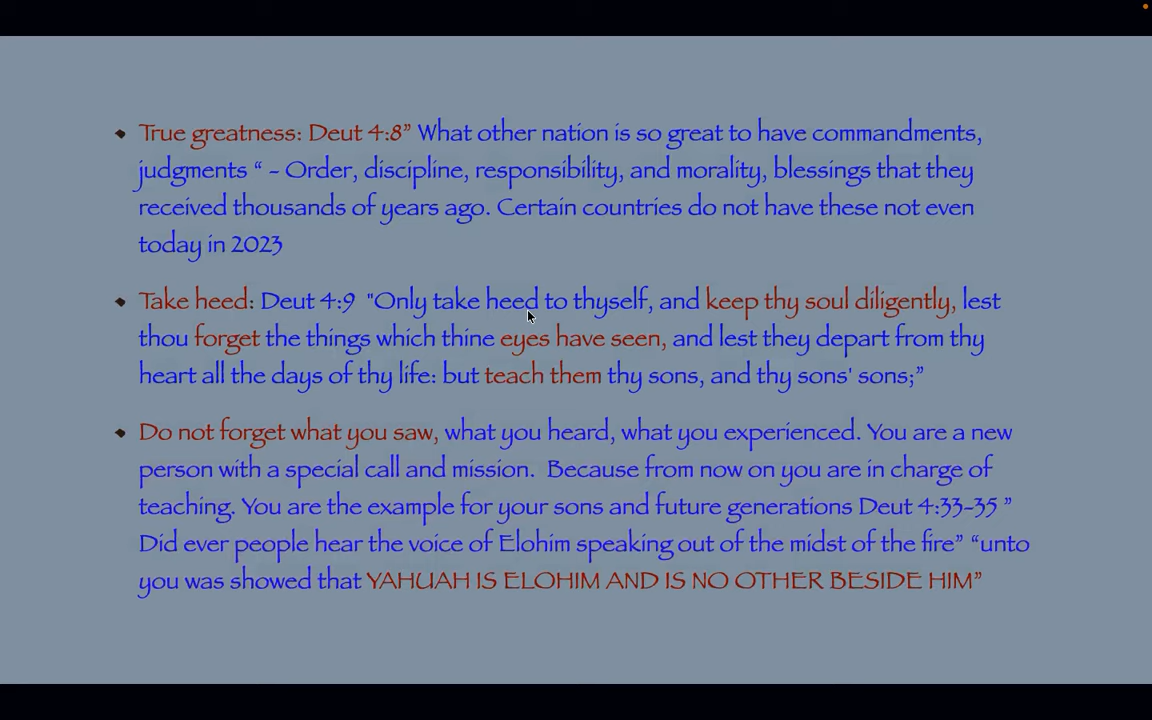 True greatness: Deut 4:8” What other nation is so great to have commandments,
judgments “ - Order, discipline, responsibility, and morality, blessings that they
received thousands of years ago. Certain countries do not have these not even
today in 2023
Take heed: Deut 4:9 "Only take heed to thyself, and keep thy soul diligently, lest
thou forget the things which thine eyes have seen, and lest they depart from thy
heart all the days of thy life: but teach them thy sons, and thy sons' sons;”
Do not forget what you saw, what you heard, what you experienced. You are a new
person with a special call and mission. Because from now on you are in charge of
teaching. You are the example for your sons and future generations Deut 4:33-35 ”
Did ever people hear the voice of Elohim speaking out of the midst of the fire” “unto
you was showed that YAHUAH IS ELOHIM AND IS NO OTHER BESIDE HIM”